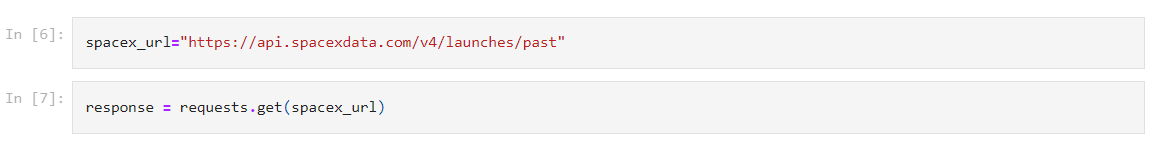 In [6]: spacex_url="https://api.spacexdata.com/v4/launches/past"
In [7]: response = requests.get(spacex_url)